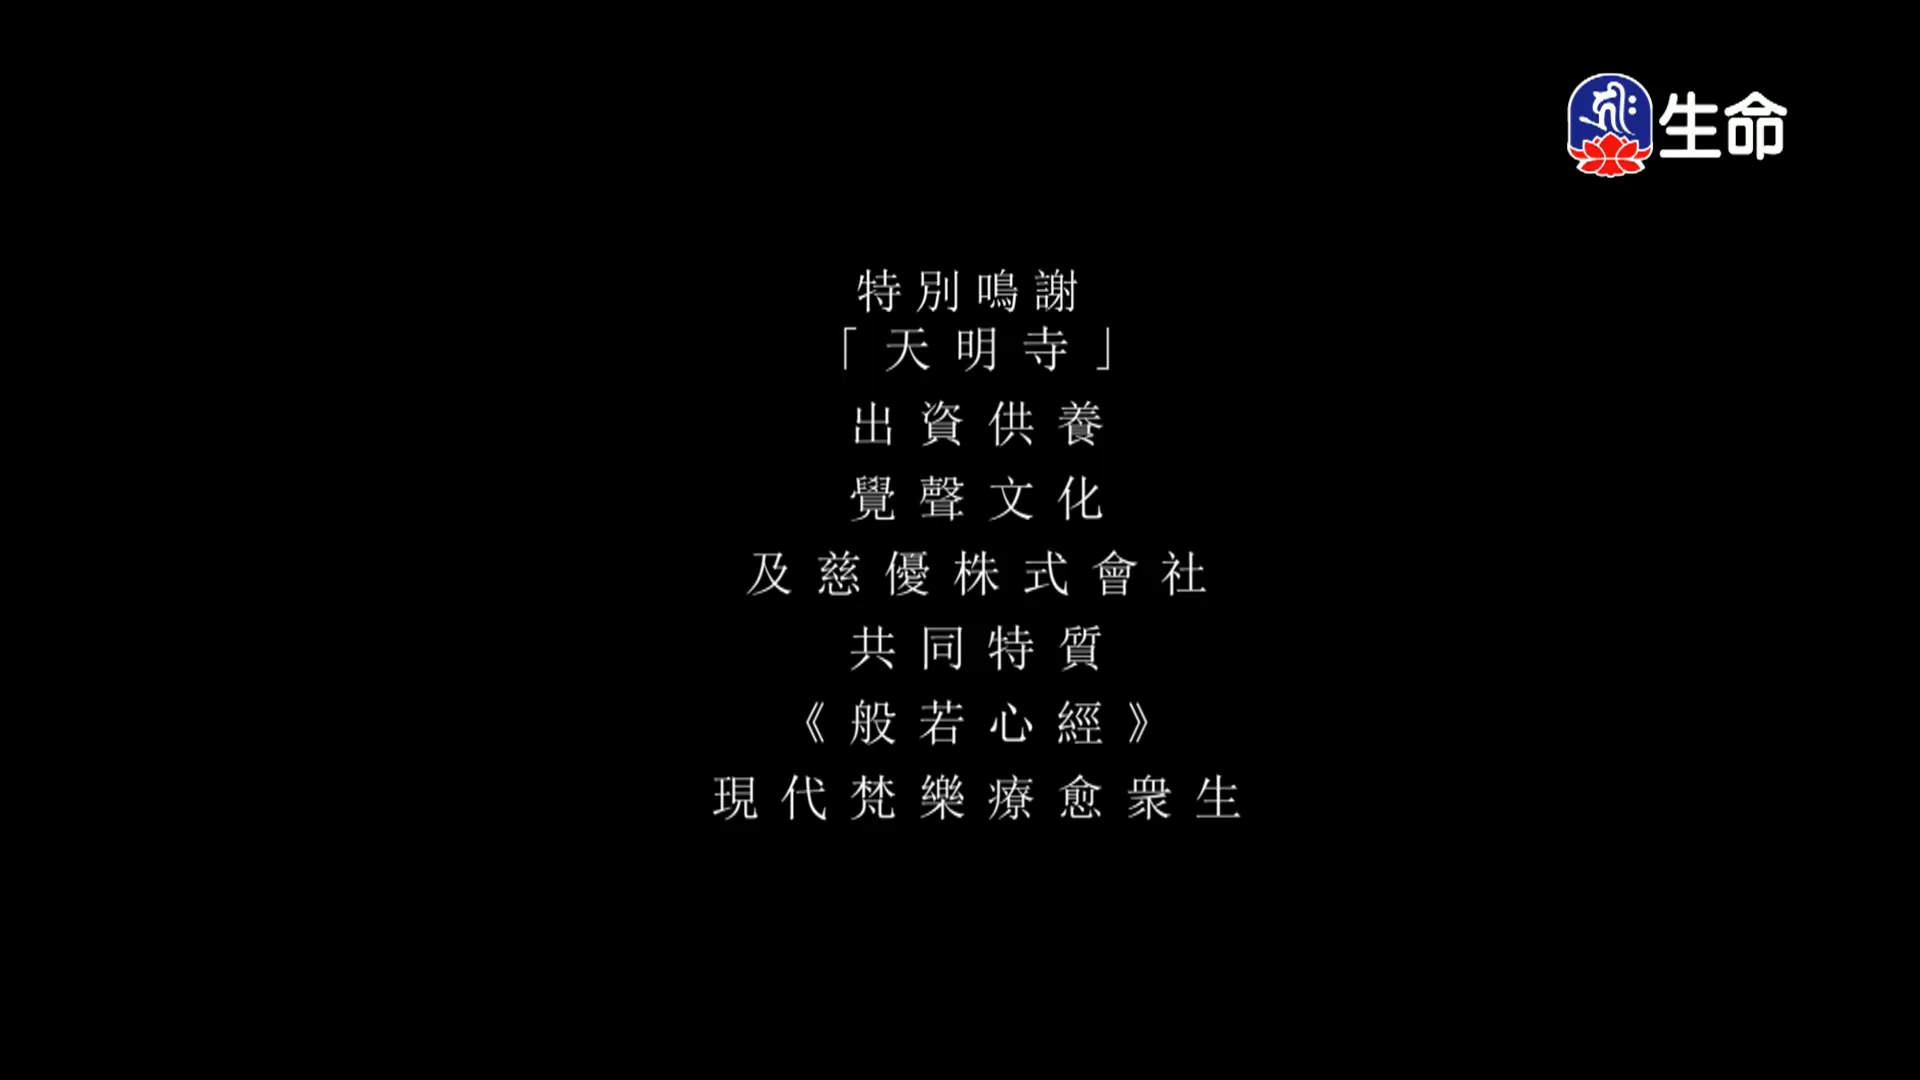 生命
特別鳴謝
「天明寺」
出資供養
覺聲文化
及慈優株式會社
共同特質
《般若心經》
現代梵樂療愈衆生